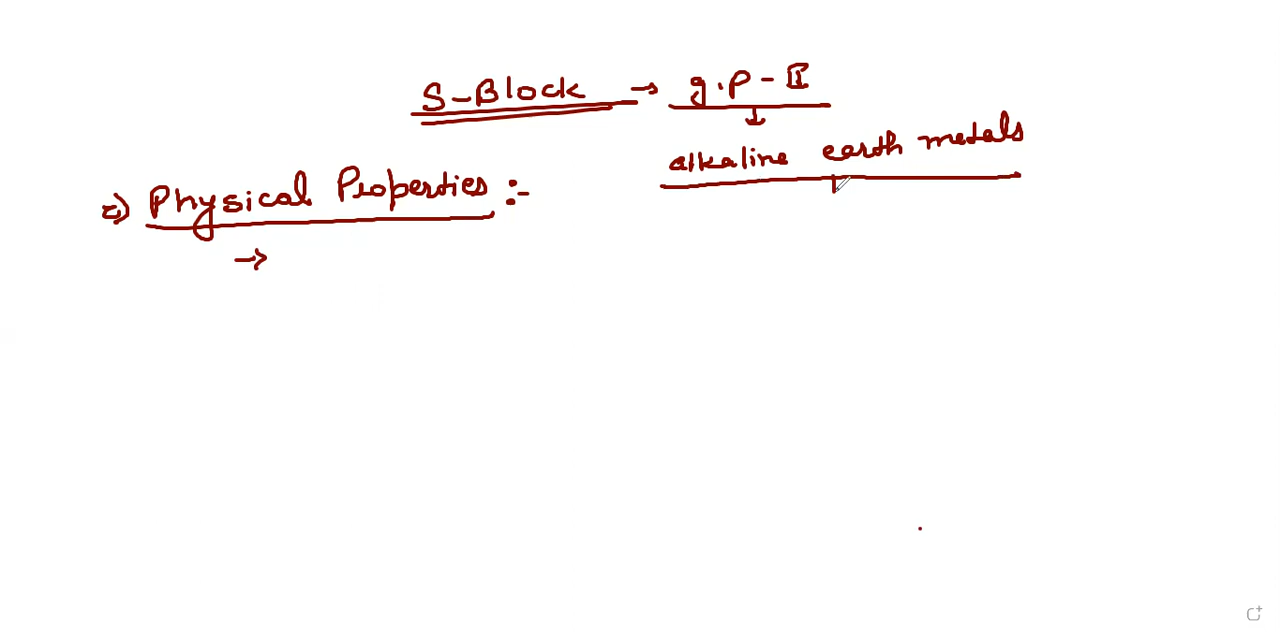 S-Block → g.p - II
↓
alkaline earth metals
=> Physical Properties :-
→